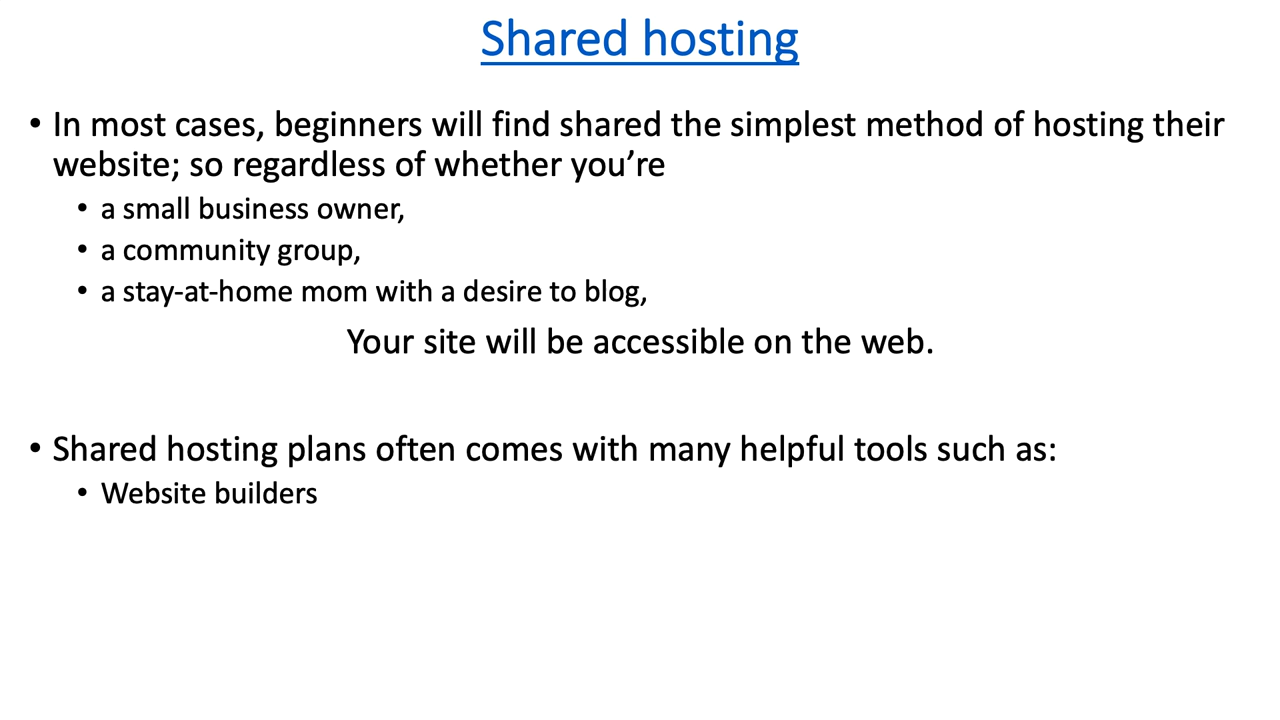 Shared hosting
• In most cases, beginners will find shared the simplest method of hosting their
website; so regardless of whether you’re
• a small business owner,
• a community group,
• a stay-at-home mom with a desire to blog,
Your site will be accessible on the web.
• Shared hosting plans often comes with many helpful tools such as:
• Website builders